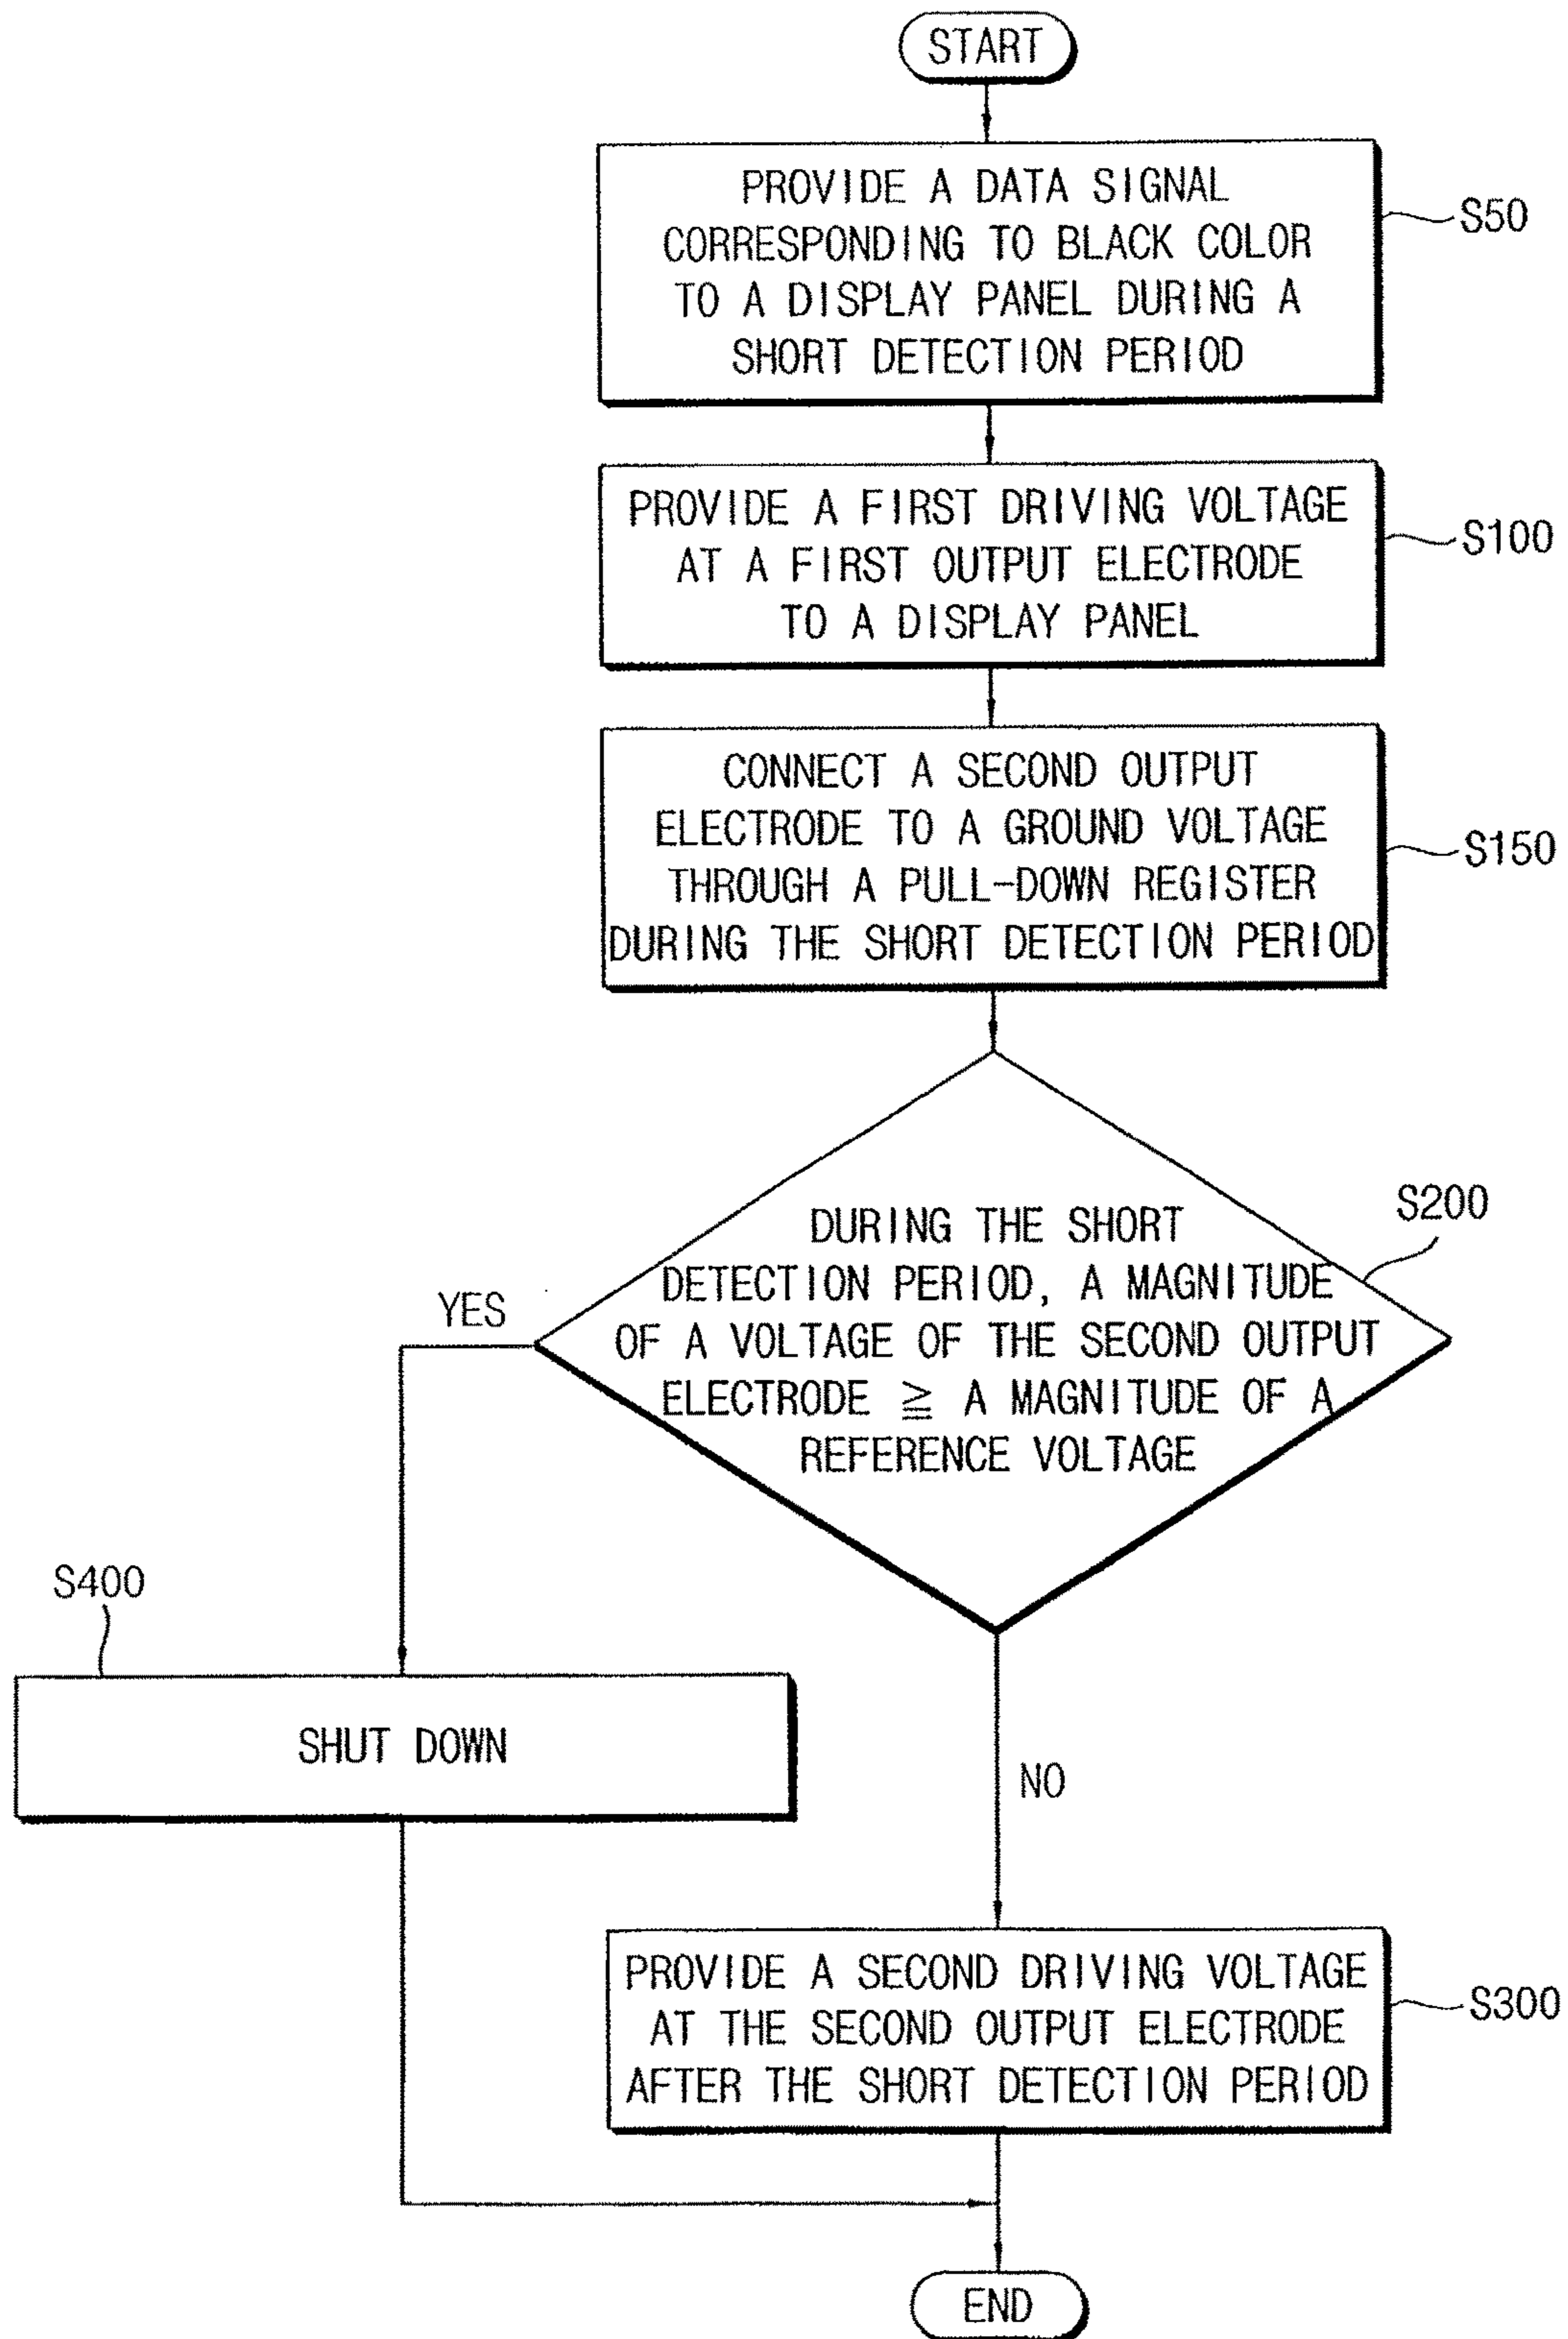 START
PROVIDE A DATA SIGNAL
CORRESPONDING TO BLACK COLOR
TO A DISPLAY PANEL DURING A
SHORT DETECTION PERIOD
S50
PROVIDE A FIRST DRIVING VOLTAGE
AT A FIRST OUTPUT ELECTRODE
TO A DISPLAY PANEL
S100
CONNECT A SECOND OUTPUT
ELECTRODE TO A GROUND VOLTAGE
THROUGH A PULL-DOWN REGISTER
DURING THE SHORT DETECTION PERIOD
S150
DURING THE SHORT
DETECTION PERIOD, A MAGNITUDE
OF A VOLTAGE OF THE SECOND OUTPUT
ELECTRODE ≧ A MAGNITUDE OF A
REFERENCE VOLTAGE
S200
YES
S400
SHUT DOWN
NO
PROVIDE A SECOND DRIVING VOLTAGE
AT THE SECOND OUTPUT ELECTRODE
AFTER THE SHORT DETECTION PERIOD
S300
END